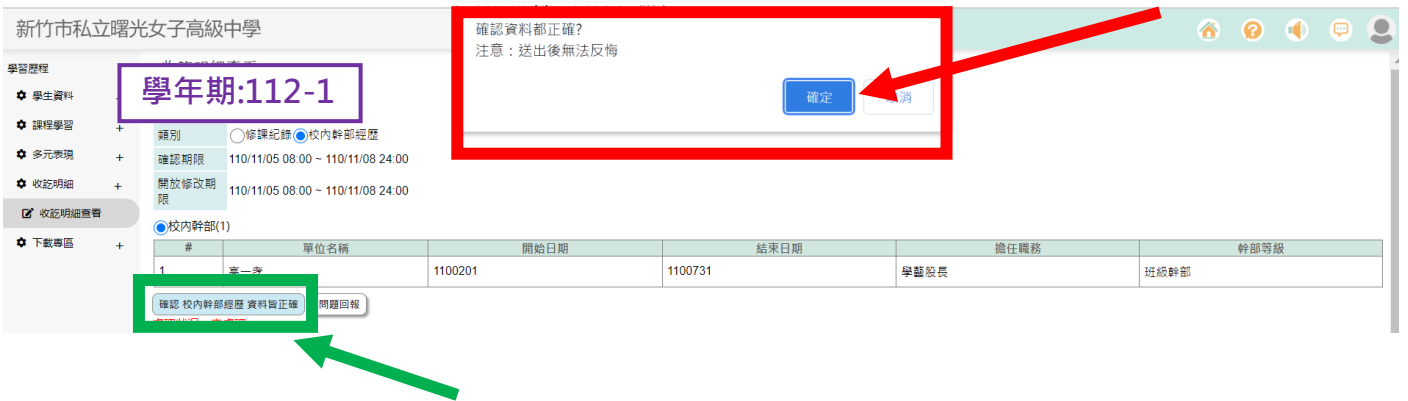 新竹市私立曙光女子高級中學
確認資料都正確?
注意：送出後無法反悔
確定
學習歷程
學年期:112-1
學生資料
課程學習 +
多元表現 +
收訖明細 +
收訖明細查看
下載專區 +
類別 修課紀錄 校內幹部經歷
確認期限 110/11/05 08:00 ~ 110/11/08 24:00
開放修改期限 110/11/05 08:00 ~ 110/11/08 24:00
校內幹部(1)
# 單位名稱 開始日期 結束日期 擔任職務 幹部等級
1 高一孝 1100201 1100731 學藝股長 班級幹部
確認 校內幹部經歷 資料皆正確 問題回報